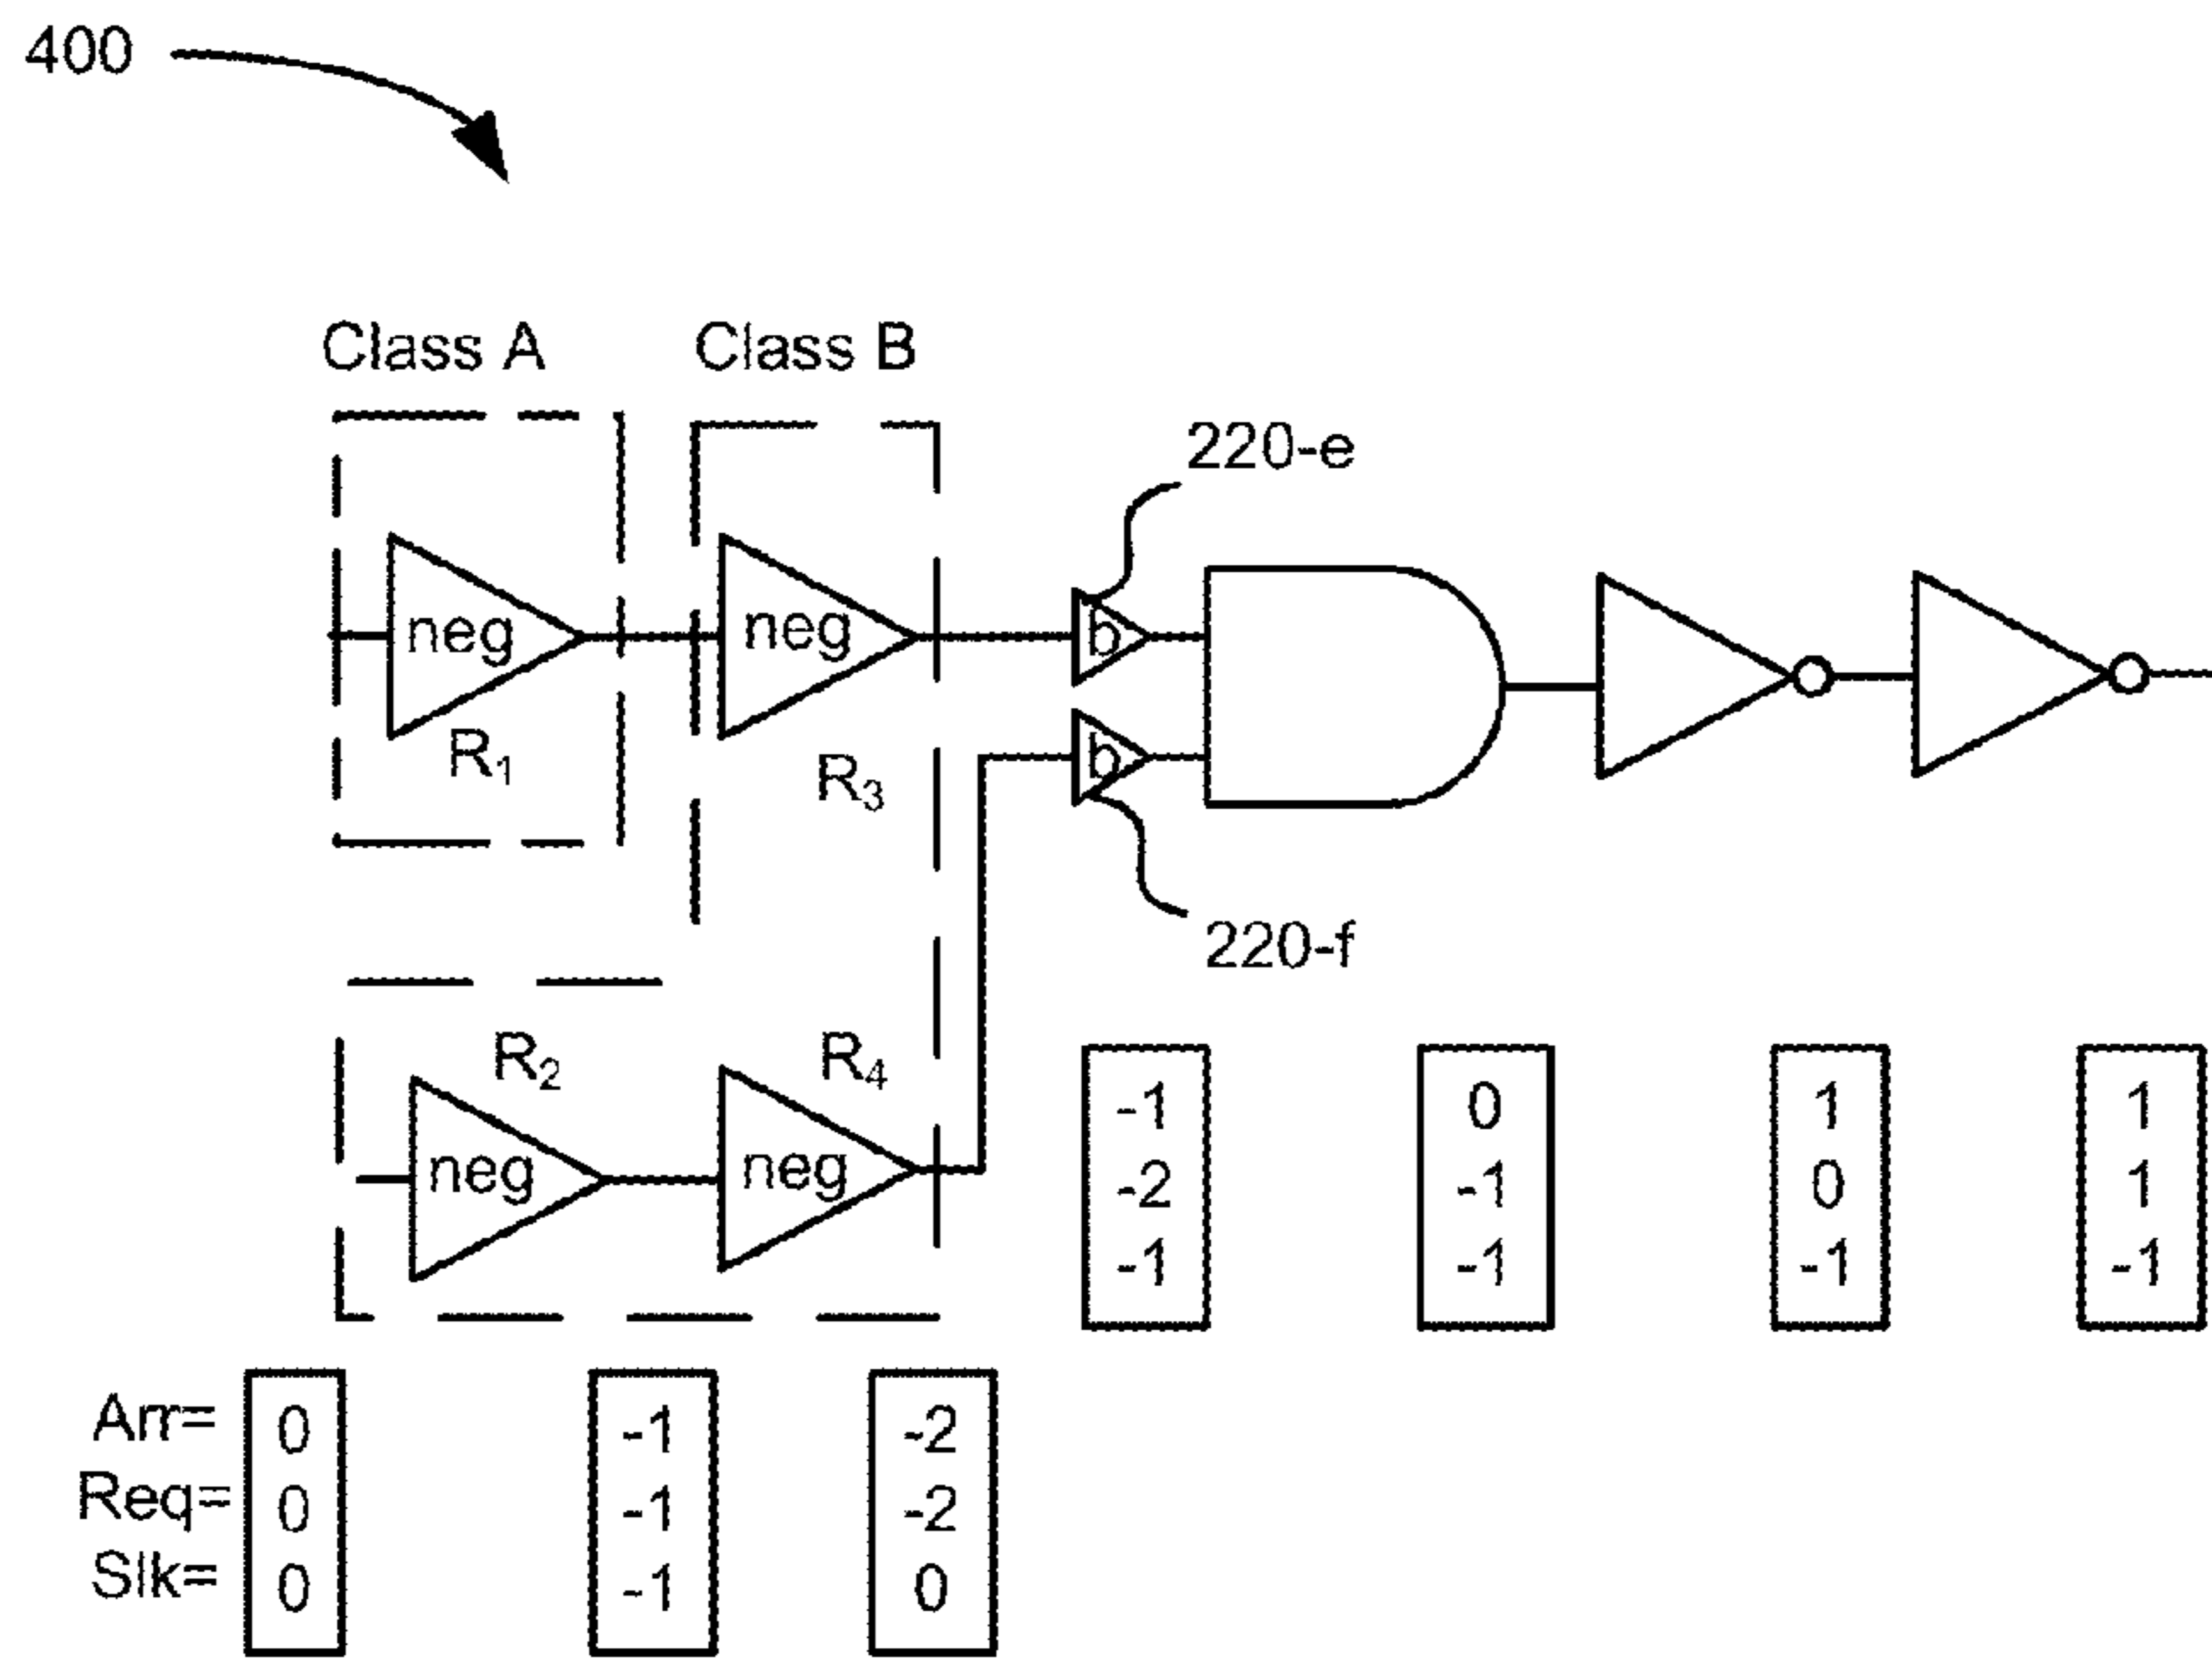 400
Class A
Class B
220-e
neg
neg
b
R₁
R₃
b
220-f
R₂
R₄
neg
neg
-1
-2
-1
0
-1
-1
1
0
-1
1
1
-1
Arr= 0 -1 -2
Req= 0 -1 -2
Slk= 0 -1 0